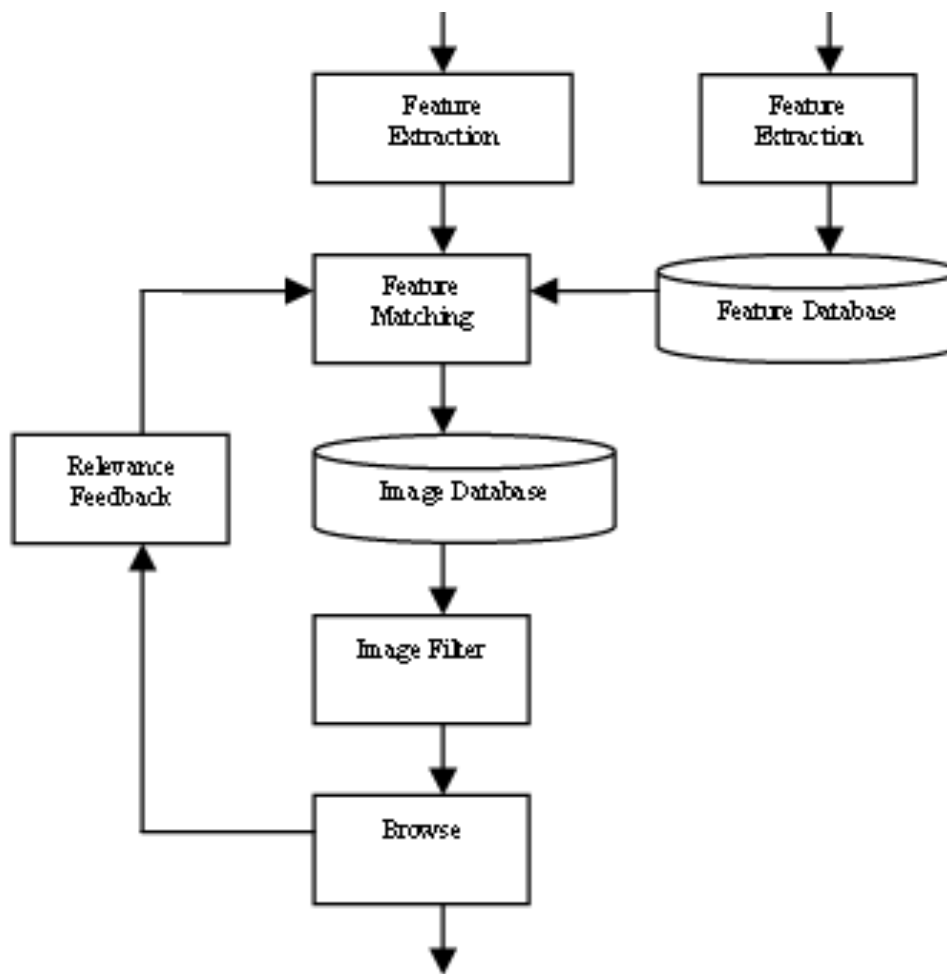 Feature
Extraction
Feature
Extraction
Feature
Matching
Feature Database
Relevance
Feedback
Image Database
Image Filter
Browse